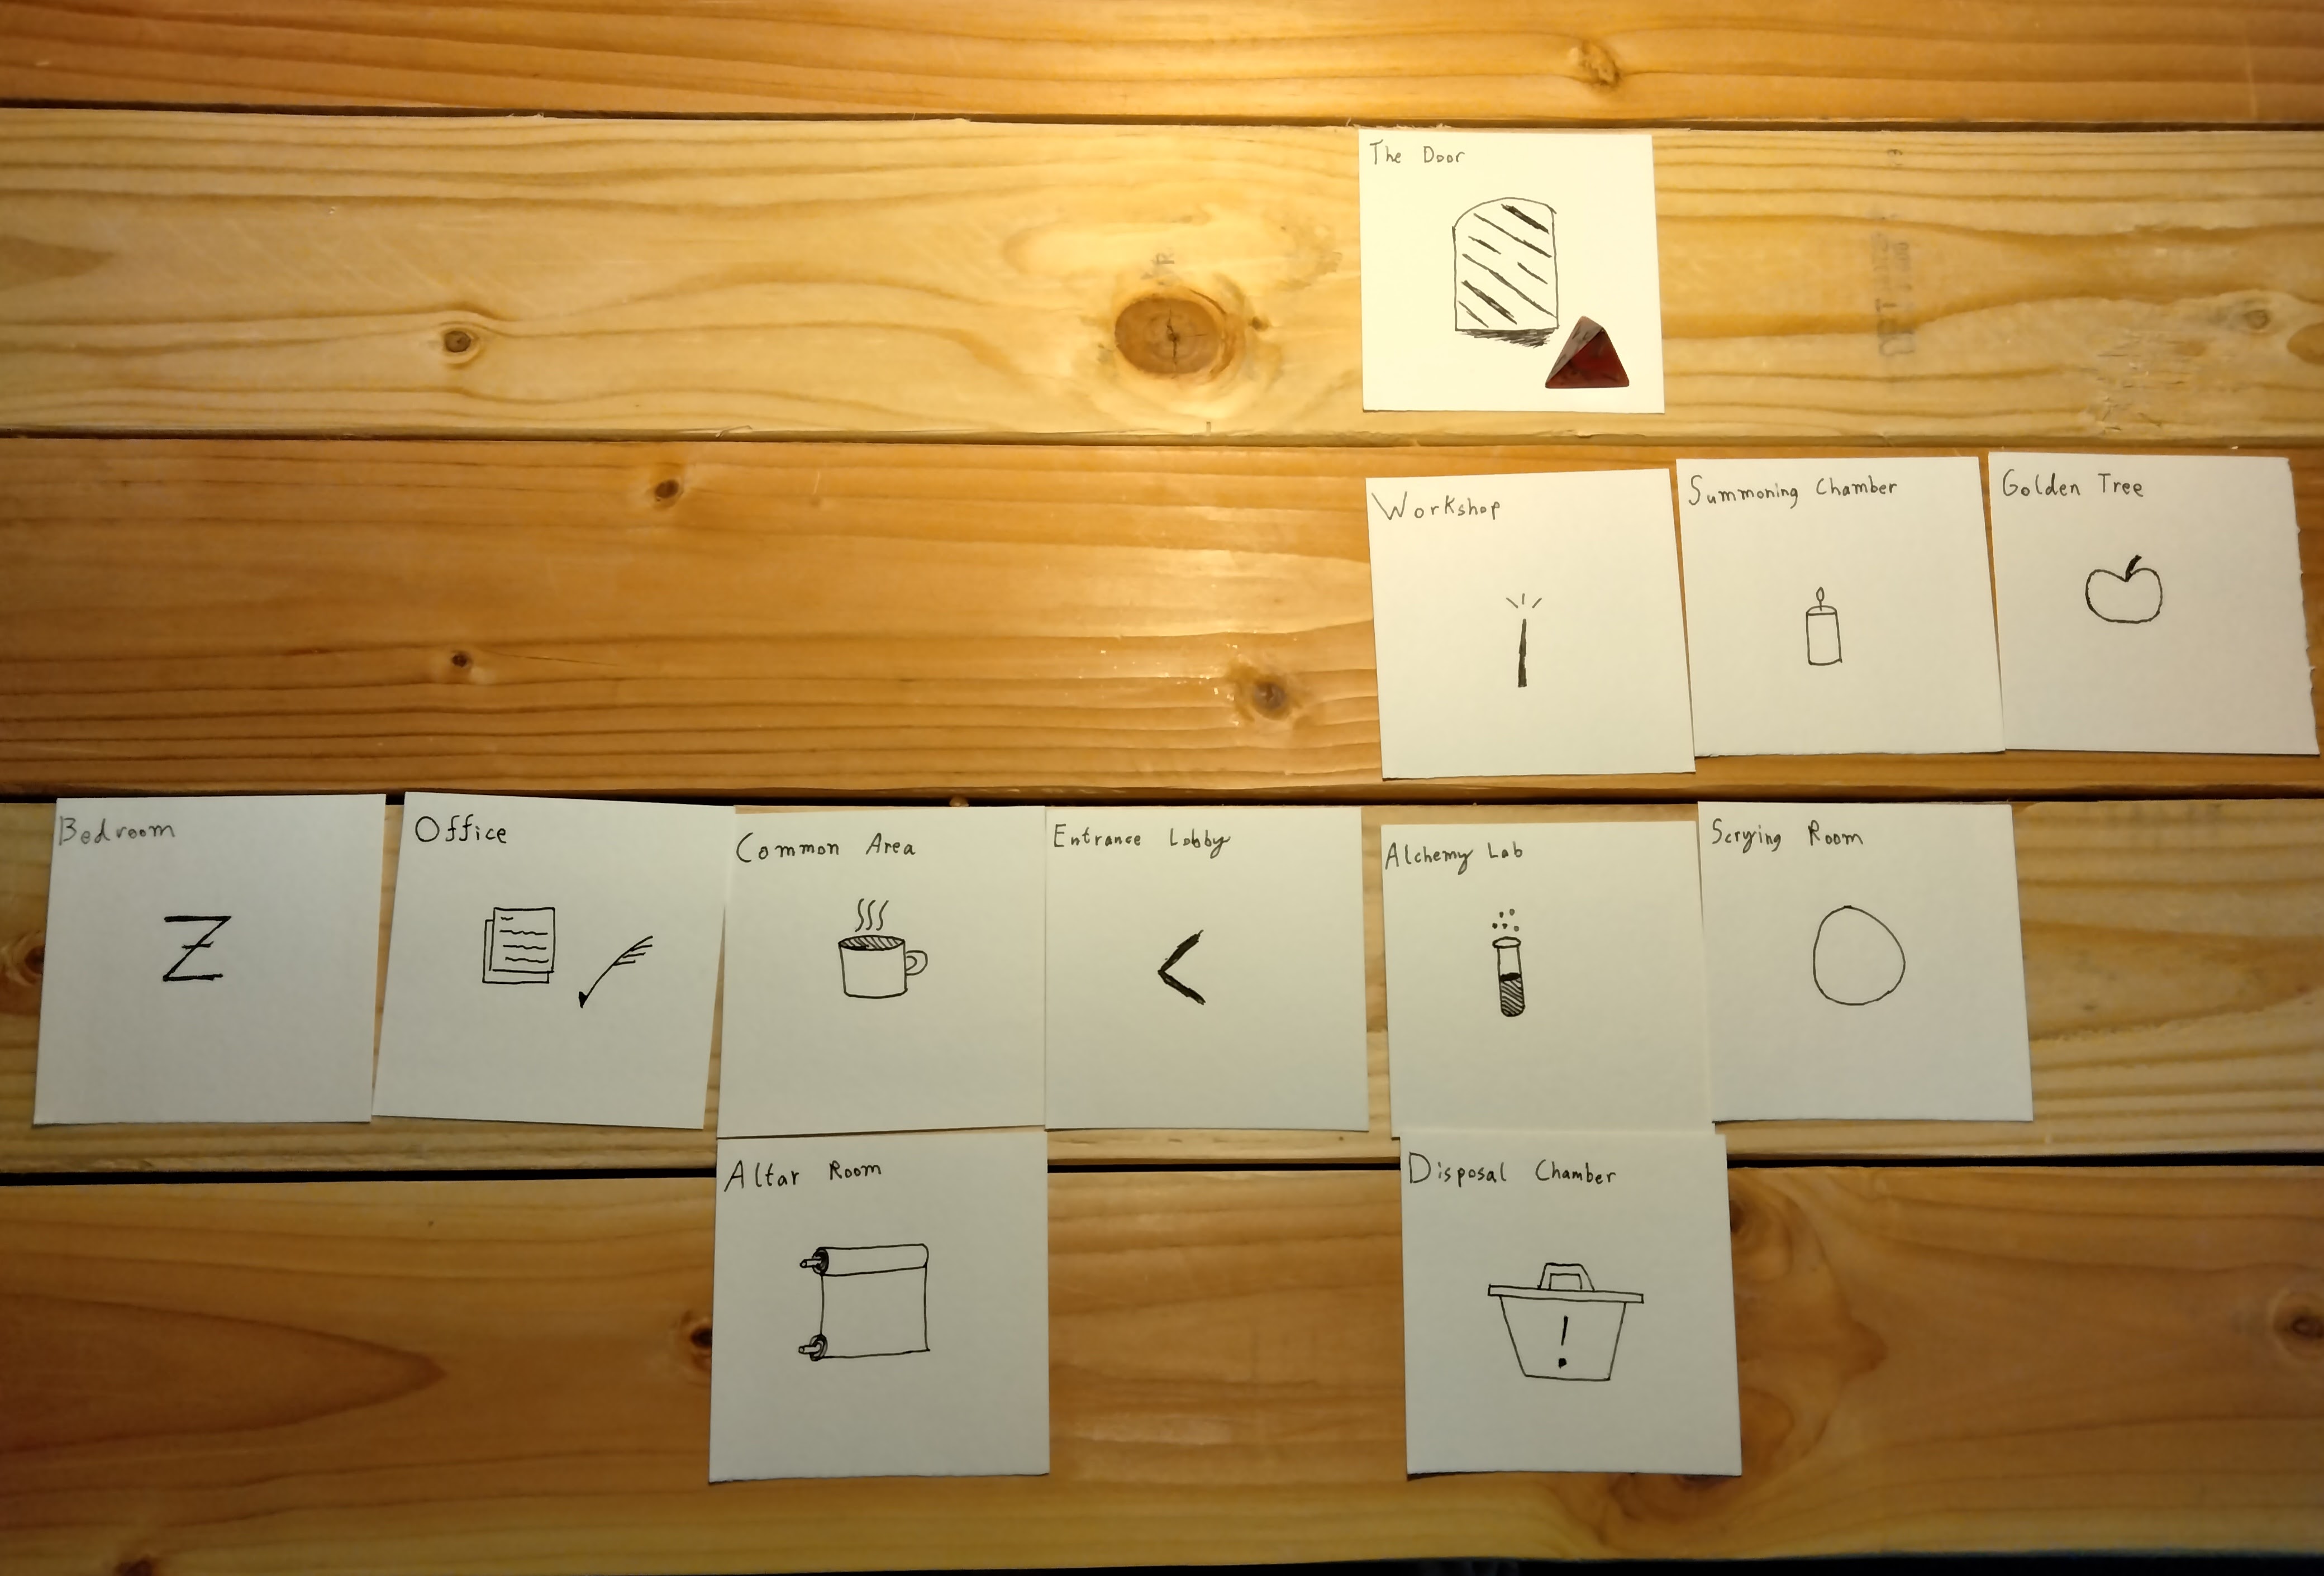 The Door
Workshop
Summoning Chamber
Golden Tree
Bedroom
Office
Common Area
Entrance Lobby
Alchemy Lab
Scrying Room
Altar Room
Disposal Chamber
!